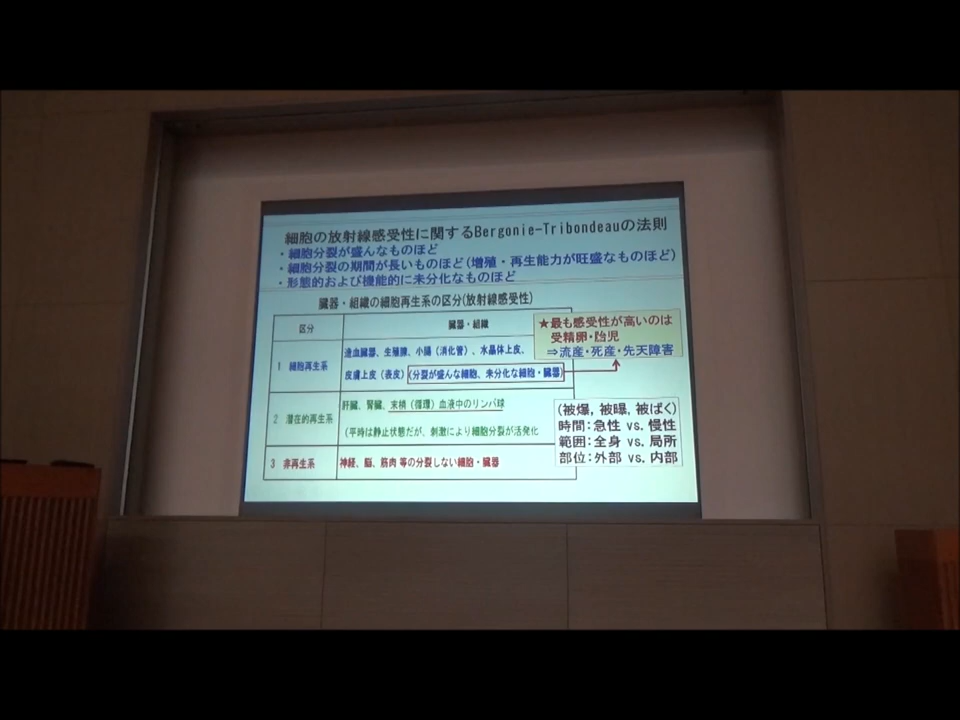 細胞の放射線感受性に関するBergonie-Tribondeauの法則
・細胞分裂が盛んなものほど
・細胞分裂の期間が長いものほど(増殖・再生能力が旺盛なものほど)
・形態的および機能的に未分化なものほど
臓器・組織の細胞再生系の区分(放射線感受性)
区分 臓器・組織
1 細胞再生系
造血臓器、生殖腺、小腸（消化管）、水晶体上皮、
皮膚上皮（表皮）(分裂が盛んな細胞、未分化な細胞・臓器)
2 潜在的再生系
肝臓、腎臓、末梢（循環）血液中のリンパ球
（平時は静止状態だが、刺激により細胞分裂が活発化
3 非再生系 神経、脳、筋肉 等の分裂しない細胞・臓器
★最も感受性が高いのは
受精卵・胎児
⇒流産・死産・先天障害
(被爆, 被曝, 被ばく)
時間：急性 vs. 慢性
範囲：全身 vs. 局所
部位：外部 vs. 内部